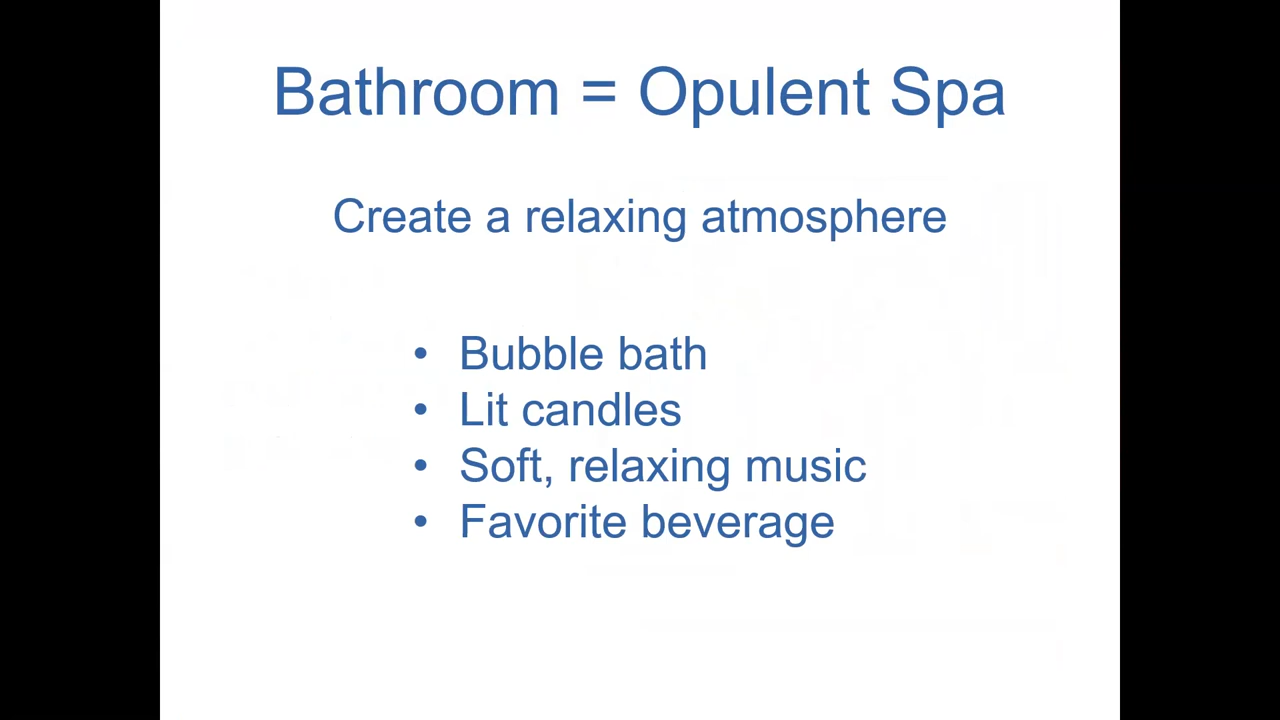 Bathroom = Opulent Spa
Create a relaxing atmosphere
• Bubble bath
• Lit candles
• Soft, relaxing music
• Favorite beverage